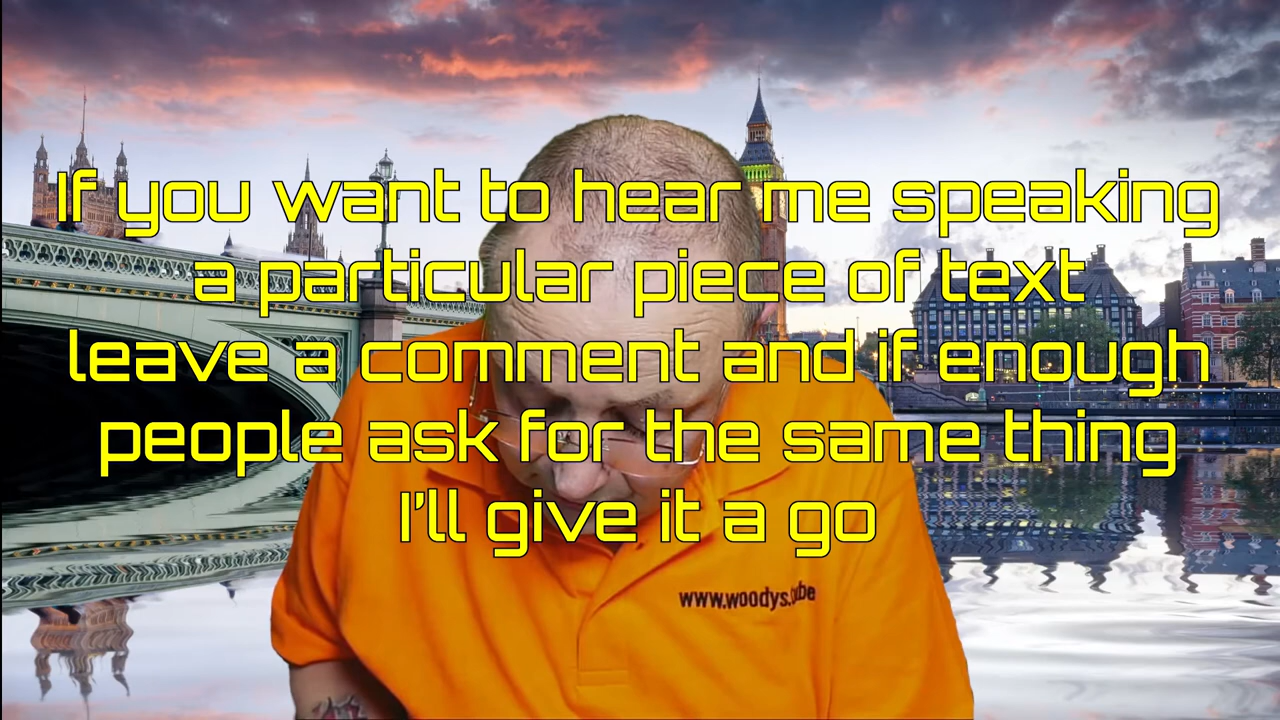 If you want to hear me speaking
a particular piece of text
leave a comment and if enough
people ask for the same thing
I'll give it a go